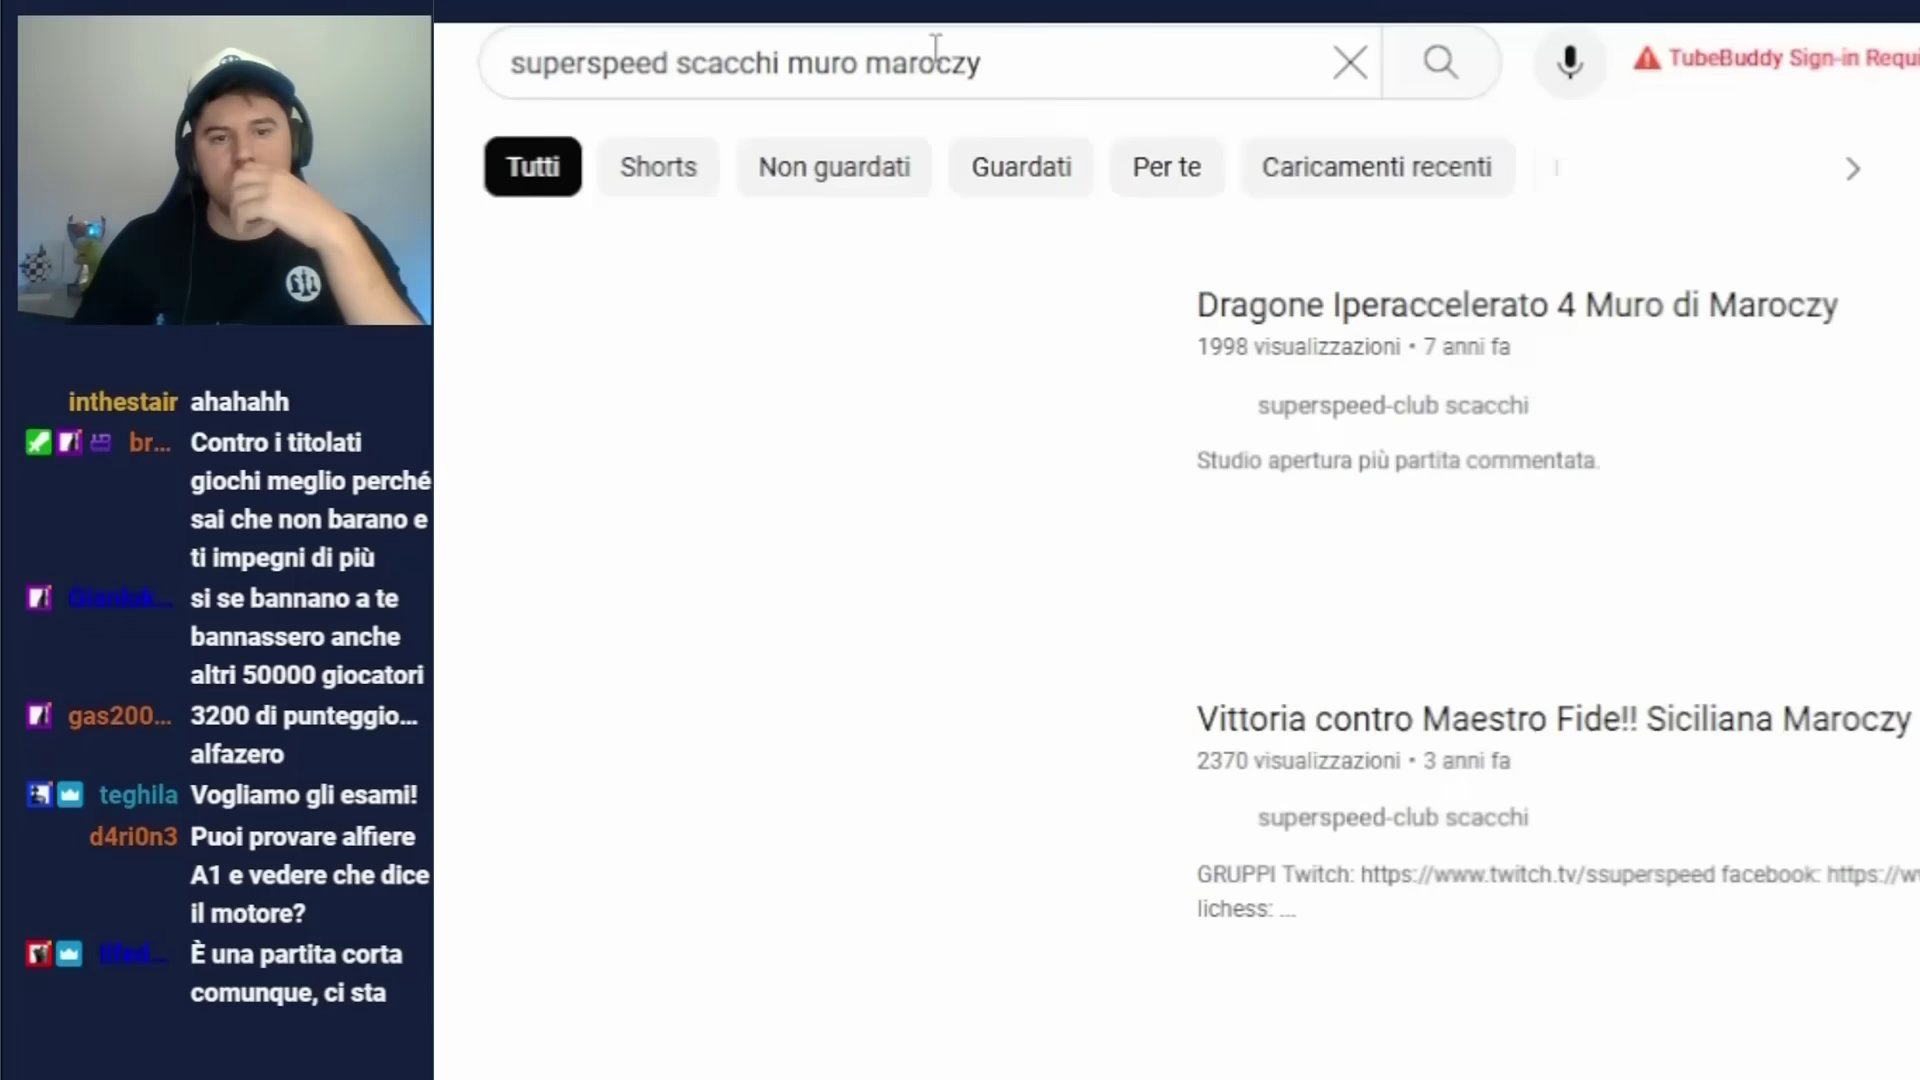 superspeed scacchi muro maroczy
TubeBuddy Sign-in Requi
Tutti
Shorts
Non guardati
Guardati
Per te
Caricamenti recenti
Dragone Iperaccelerato 4 Muro di Maroczy
1998 visualizzazioni • 7 anni fa
superspeed-club scacchi
Studio apertura più partita commentata.
Vittoria contro Maestro Fide!! Siciliana Maroczy
2370 visualizzazioni • 3 anni fa
superspeed-club scacchi
GRUPPI Twitch: https://www.twitch.tv/ssuperspeed facebook: https://w
lichess: ...
inthestair ahahahh
br... Contro i titolati
giochi meglio perché
sai che non barano e
ti impegni di più
si se bannano a te
bannassero anche
altri 50000 giocatori
gas200... 3200 di punteggio...
alfazero
teghila Vogliamo gli esami!
d4ri0n3 Puoi provare alfiere
A1 e vedere che dice
il motore?
È una partita corta
comunque, ci sta